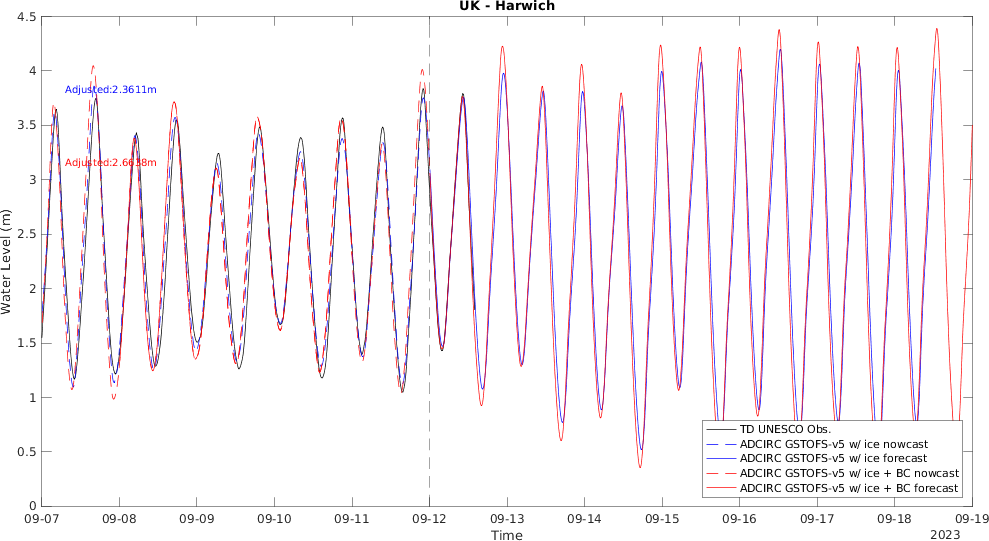 UK - Harwich
4.5
4
3.5
3
2.5
2
1.5
1
0.5
0
Water Level (m)
Adjusted:2.3611m
Adjusted:2.6638m
TD UNESCO Obs.
ADCIRC GSTOFS-v5 w/ ice nowcast
ADCIRC GSTOFS-v5 w/ ice forecast
ADCIRC GSTOFS-v5 w/ ice + BC nowcast
ADCIRC GSTOFS-v5 w/ ice + BC forecast
09-07 09-08 09-09 09-10 09-11 09-12 09-13 09-14 09-15 09-16 09-17 09-18 09-19
Time
2023